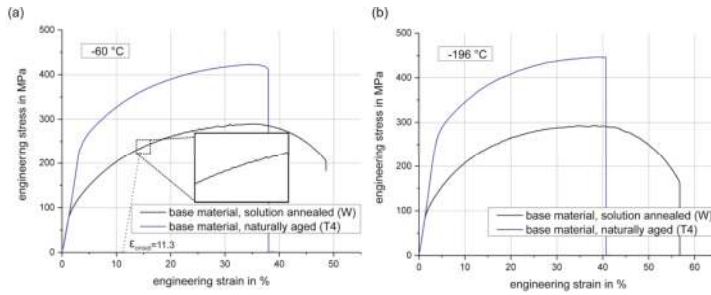 (a)
-60 °C
engineering stress in MPa
500
400
300
200
100
0
base material, solution annealed (W)
base material, naturally aged (T4)
εonset=11.3
0 10 20 30 40 50
engineering strain in %
(b)
-196 °C
engineering stress in MPa
500
400
300
200
100
0
base material, solution annealed (W)
base material, naturally aged (T4)
0 10 20 30 40 50 60
engineering strain in %